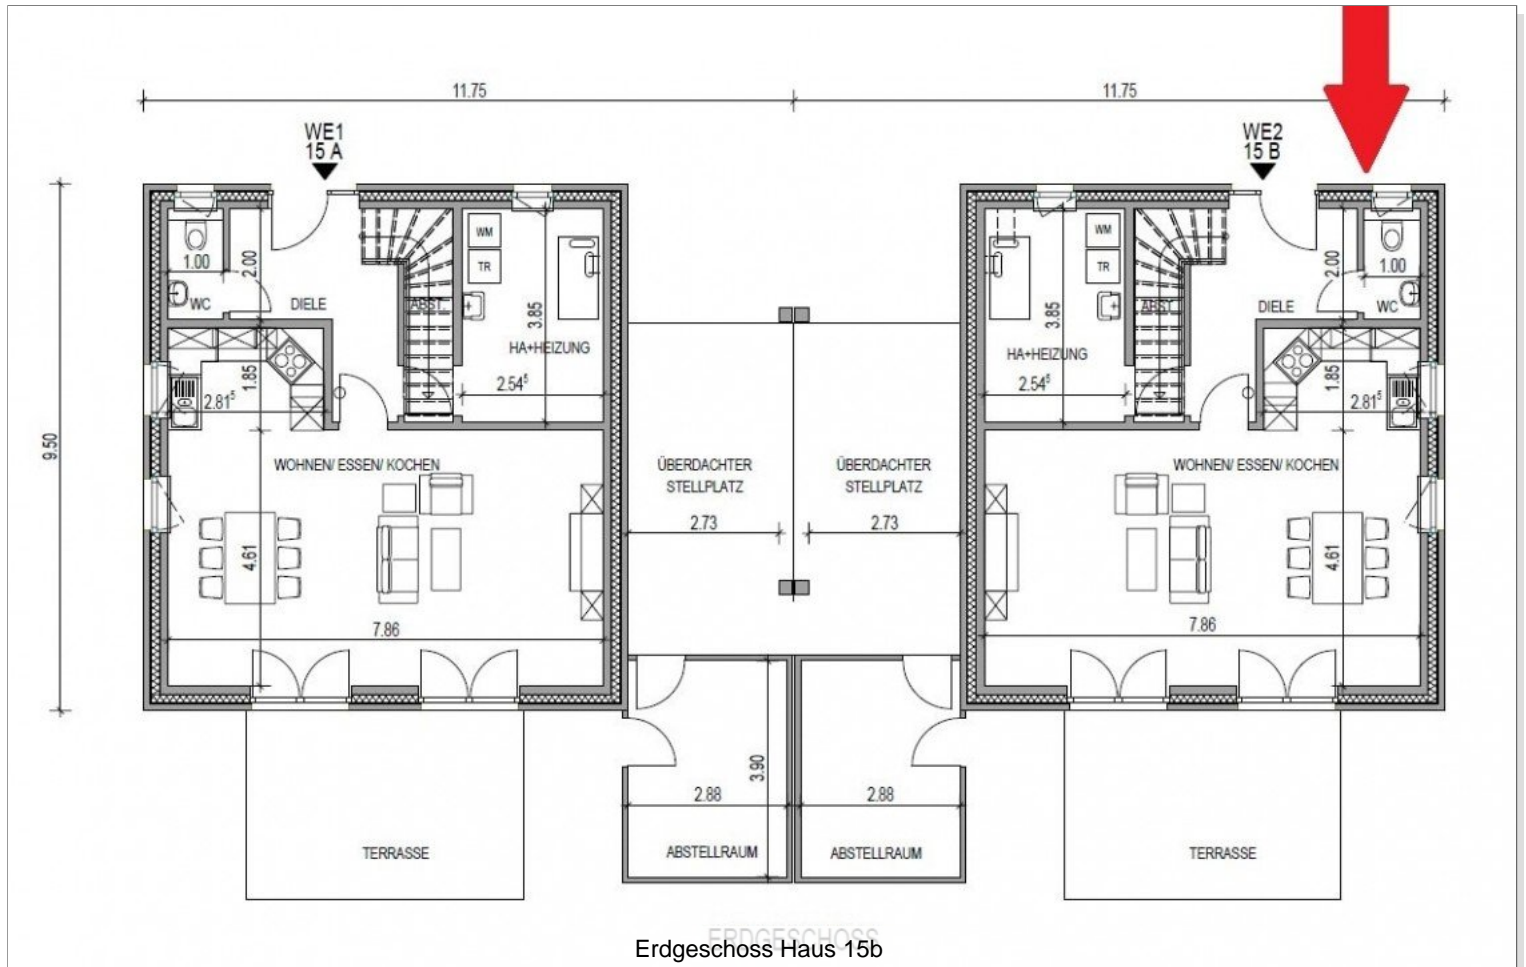 11.75
11.75
WE1
15 A
WE2
15 B
9.50
1.00
2.00
WC
DIELE
ABST
WM
TR
3.85
HA+HEIZUNG
2.54⁵
1.85
2.81⁵
WOHNEN/ ESSEN/ KOCHEN
4.61
7.86
ÜBERDACHTER
STELLPLATZ
2.73
ÜBERDACHTER
STELLPLATZ
2.73
WM
TR
3.85
HA+HEIZUNG
2.54⁵
ABST
DIELE
2.00
1.00
WC
1.85
2.81⁵
WOHNEN/ ESSEN/ KOCHEN
4.61
7.86
3.90
2.88
2.88
TERRASSE
ABSTELLRAUM
ABSTELLRAUM
TERRASSE
ERDGESCHOSS
Erdgeschoss Haus 15b